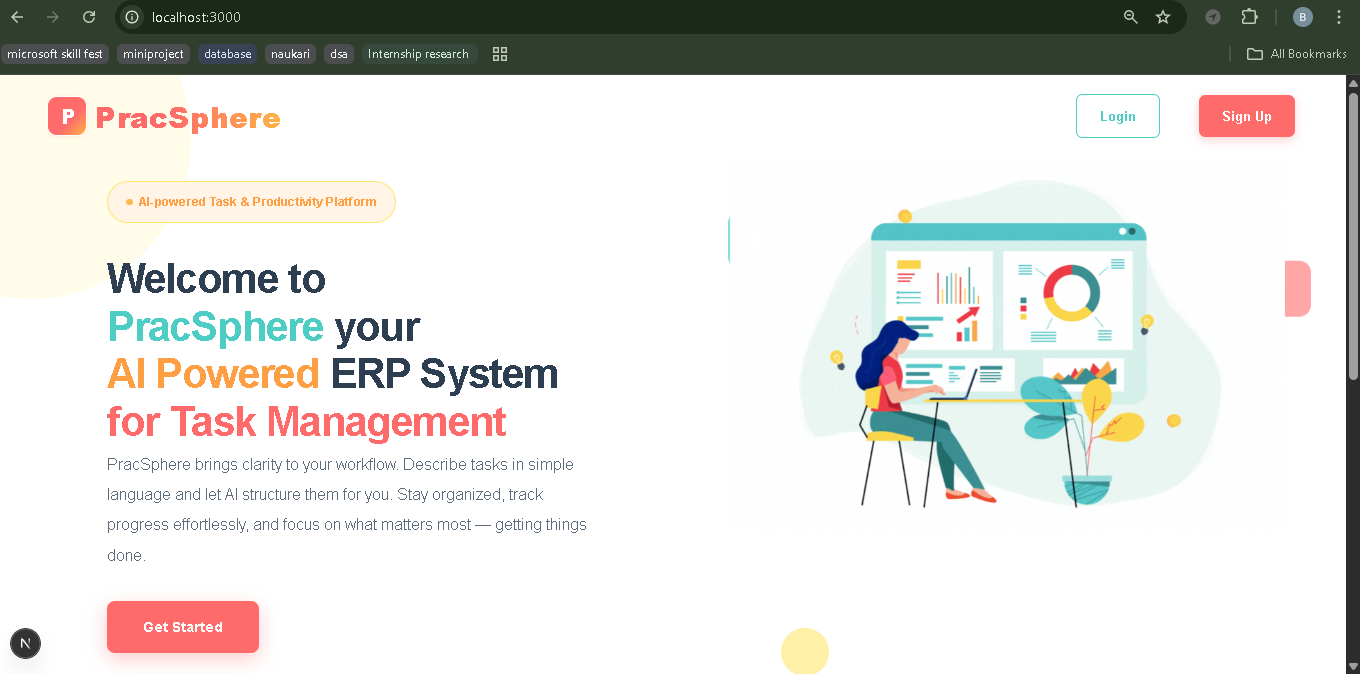 localhost:3000
B
microsoft skill fest
miniproject
database
naukari
dsa
Internship research
All Bookmarks
P
PracSphere
Login
Sign Up
AI-powered Task & Productivity Platform
Welcome to
PracSphere your
AI Powered ERP System
for Task Management
PracSphere brings clarity to your workflow. Describe tasks in simple
language and let AI structure them for you. Stay organized, track
progress effortlessly, and focus on what matters most — getting things
done.
Get Started
N